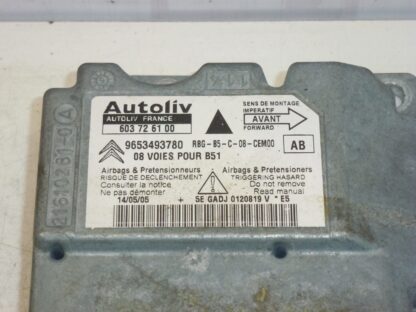 Autoliv
AUTOLIV FRANCE
603 72 61 00
SENS DE MONTAGE
IMPERATIF
AVANT
FORWARD
9653493780 RBG-B5-C-08-CEM00 AB
08 VOIES POUR B51
Airbags & Pretensionneurs
RISQUE DE DECLENCHEMENT
Consulter la notice
Ne pas démonter
Airbags & Pretensioners
TRIGGERING HASARD
Do not remove
Read manual
14/05/05 + SE GADJ 0120819 V * E5